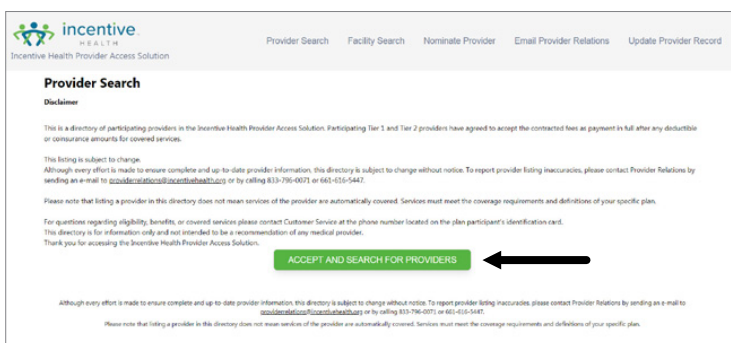 incentive
HEALTH
Incentive Health Provider Access Solution
Provider Search Facility Search Nominate Provider Email Provider Relations Update Provider Record
Provider Search
Disclaimer
This is a directory of participating providers in the Incentive Health Provider Access Solution. Participating Tier 1 and Tier 2 providers have agreed to accept the contracted fees as payment in full after any deductible
or coinsurance amounts for covered services.
This listing is subject to change.
Although every effort is made to ensure complete and up-to-date provider information, this directory is subject to change without notice. To report provider listing inaccuracies, please contact Provider Relations by
sending an e-mail to providerrelations@incentivehealth.org or by calling 833-796-0071 or 661-616-5447.
Please note that listing a provider in this directory does not mean services of the provider are automatically covered. Services must meet the coverage requirements and definitions of your specific plan.
For questions regarding eligibility, benefits, or covered services please contact Customer Service at the phone number located on the plan participant's identification card.
This directory is for information only and not intended to be a recommendation of any medical provider.
Thank you for accessing the Incentive Health Provider Access Solution.
ACCEPT AND SEARCH FOR PROVIDERS
Although every effort is made to ensure complete and up-to-date provider information, this directory is subject to change without notice. To report provider listing inaccuracies, please contact Provider Relations by sending an e-mail to
providerrelations@incentivehealth.org or by calling 833-796-0071 or
Please note that listing a provider in this directory does not mean services of the provider are automatically covered. Services must meet the coverage requirements and definitions of your specific plan.